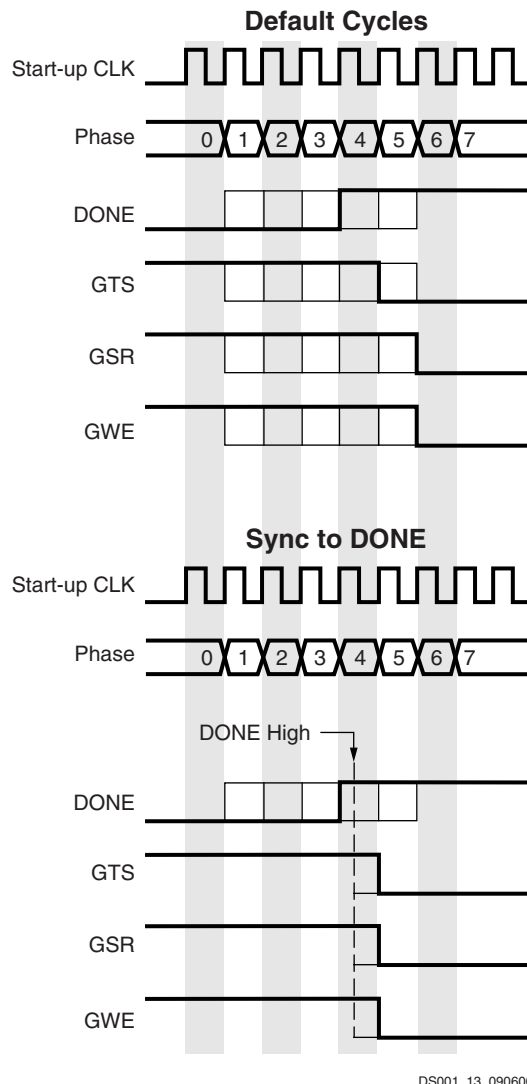 Default Cycles
Start-up CLK
Phase 0 1 2 3 4 5 6 7
DONE
GTS
GSR
GWE
Sync to DONE
Start-up CLK
Phase 0 1 2 3 4 5 6 7
DONE High
DONE
GTS
GSR
GWE